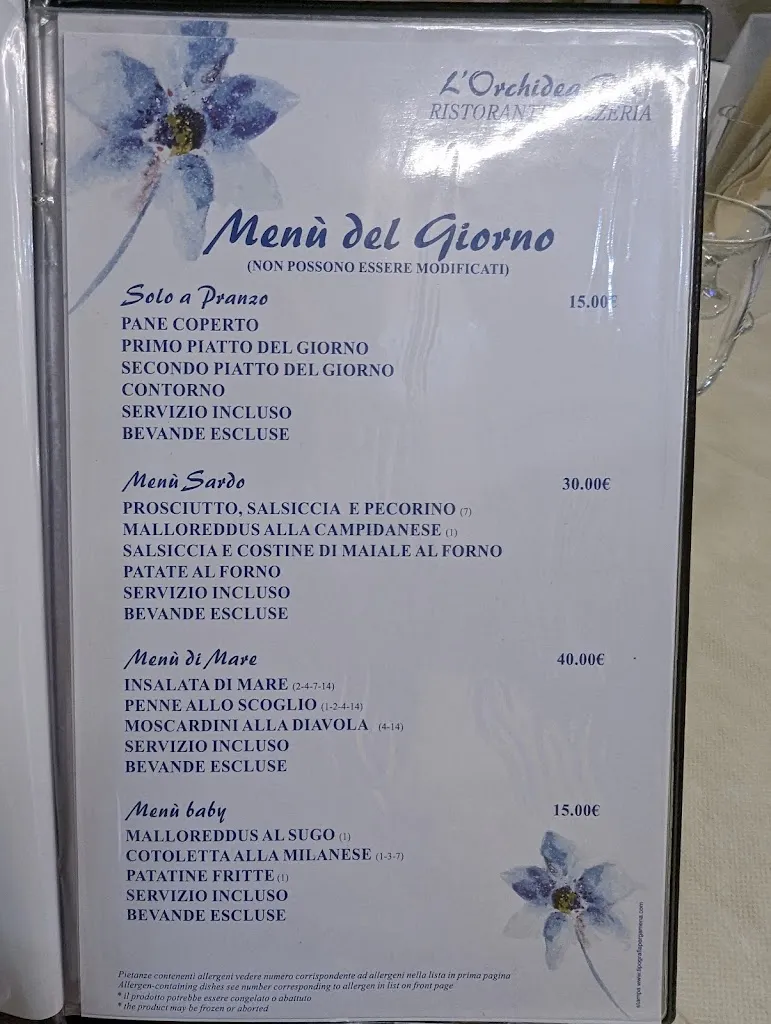 L'Orchidea
RISTORANTE PIZZERIA
Menù del Giorno
(NON POSSONO ESSERE MODIFICATI)
Solo a Pranzo 15.00€
PANE COPERTO
PRIMO PIATTO DEL GIORNO
SECONDO PIATTO DEL GIORNO
CONTORNO
SERVIZIO INCLUSO
BEVANDE ESCLUSE
Menù Sardo 30.00€
PROSCIUTTO, SALSICCIA E PECORINO (7)
MALLOREDDUS ALLA CAMPIDANESE (1)
SALSICCIA E COSTINE DI MAIALE AL FORNO
PATATE AL FORNO
SERVIZIO INCLUSO
BEVANDE ESCLUSE
Menù di Mare 40.00€
INSALATA DI MARE (2-4-7-14)
PENNE ALLO SCOGLIO (1-2-4-14)
MOSCARDINI ALLA DIAVOLA (4-14)
SERVIZIO INCLUSO
BEVANDE ESCLUSE
Menù baby 15.00€
MALLOREDDUS AL SUGO (1)
COTOLETTA ALLA MILANESE (1-3-7)
PATATINE FRITTE (1)
SERVIZIO INCLUSO
BEVANDE ESCLUSE
Pietanze contenenti allergeni vedere numero corrispondente ad allergeni nella lista in prima pagina
Allergen-containing dishes see number corresponding to allergen in list on front page
* il prodotto potrebbe essere congelato o abattuto
* the product may be frozen or aborted
stampa www.tipografiapergamena.com